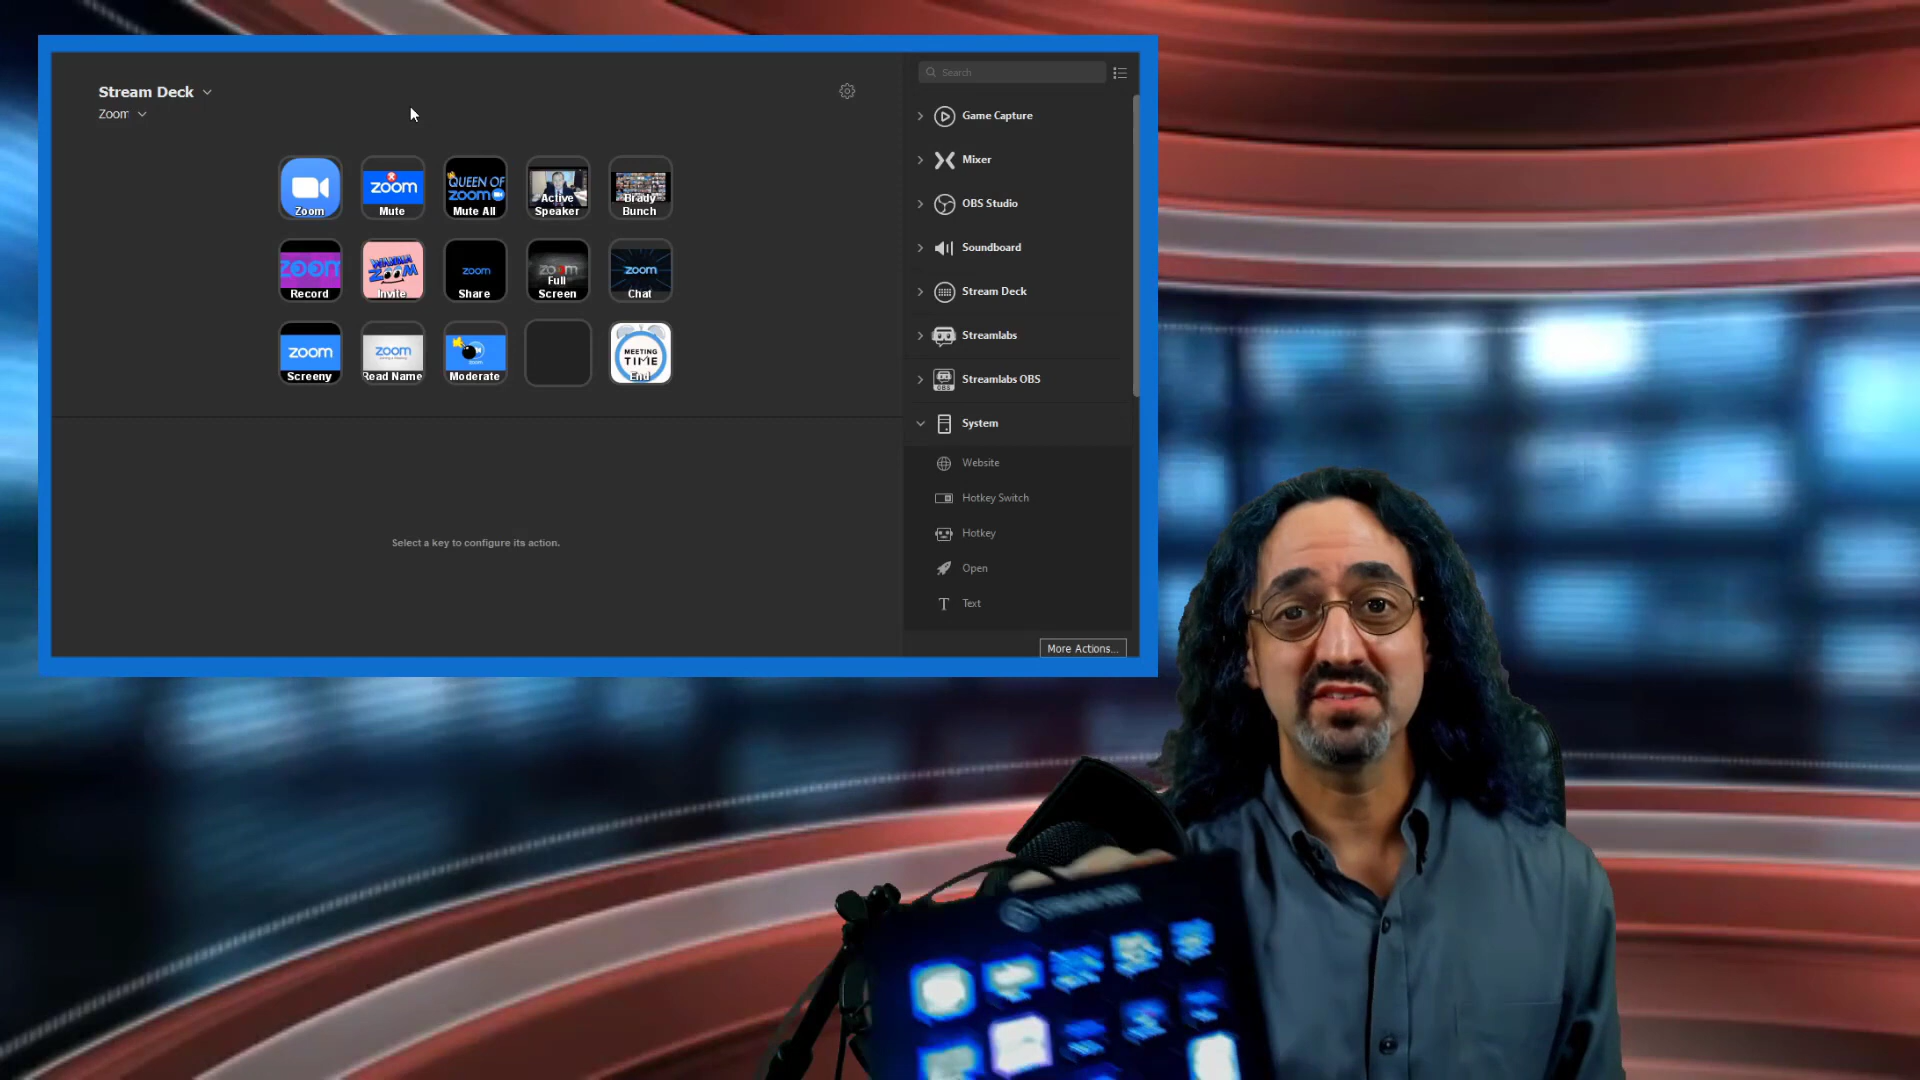 Stream Deck
Zoom
Search
Game Capture
Mixer
OBS Studio
Soundboard
Stream Deck
Streamlabs
Streamlabs OBS
System
Website
Hotkey Switch
Hotkey
Open
Text
More Actions...
Zoom
zoom
Mute
QUEEN OF
zoom
Mute All
Active
Speaker
Brady
Bunch
zoom
Record
ZOOM
Invite
zoom
Share
zoom
Full
Screen
zoom
Chat
zoom
Screeny
zoom
Read Name
Moderate
MEETING
TIME
End
Select a key to configure its action.